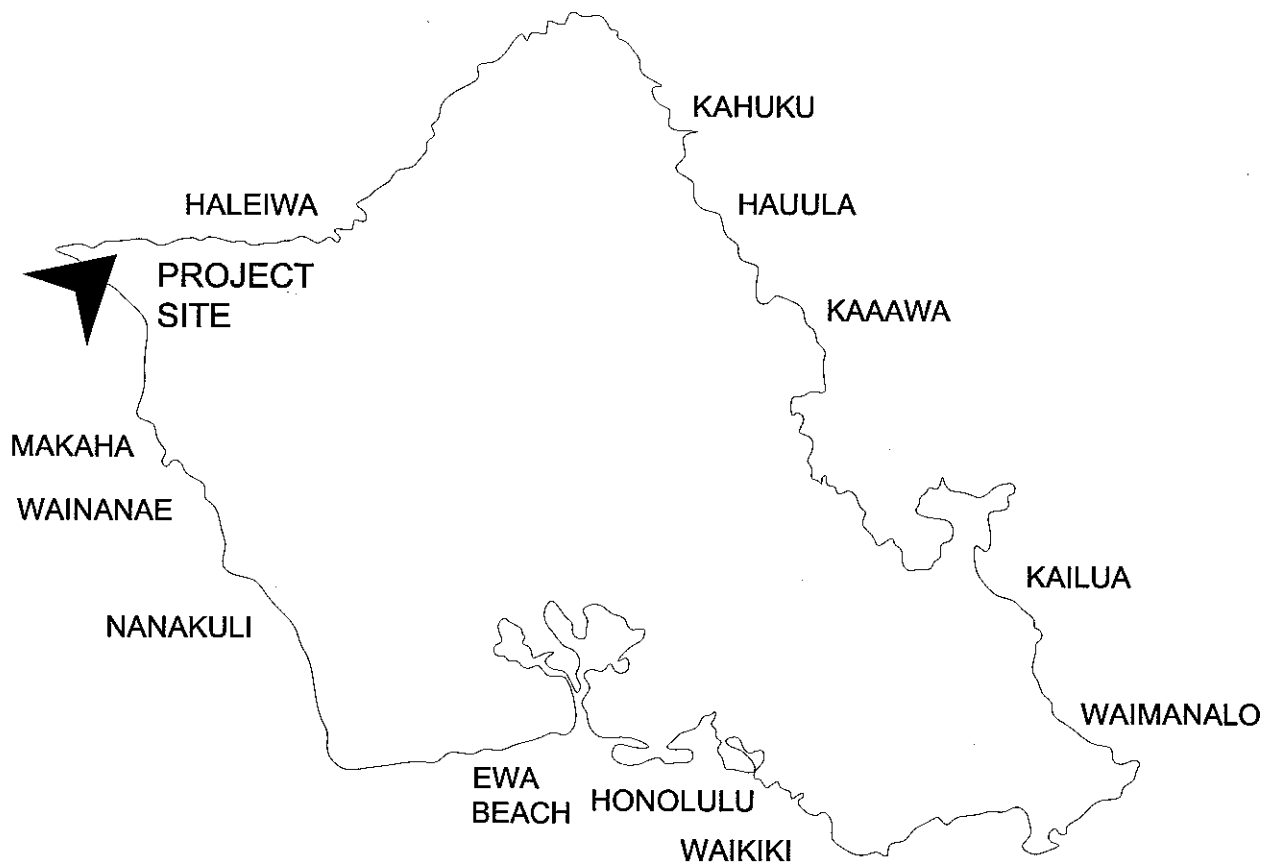 KAHUKU
HALEIWA
HAUULA
PROJECT
SITE
KAAAWA
MAKAHA
WAINANAE
KAILUA
NANAKULI
WAIMANALO
EWA
BEACH
HONOLULU
WAIKIKI